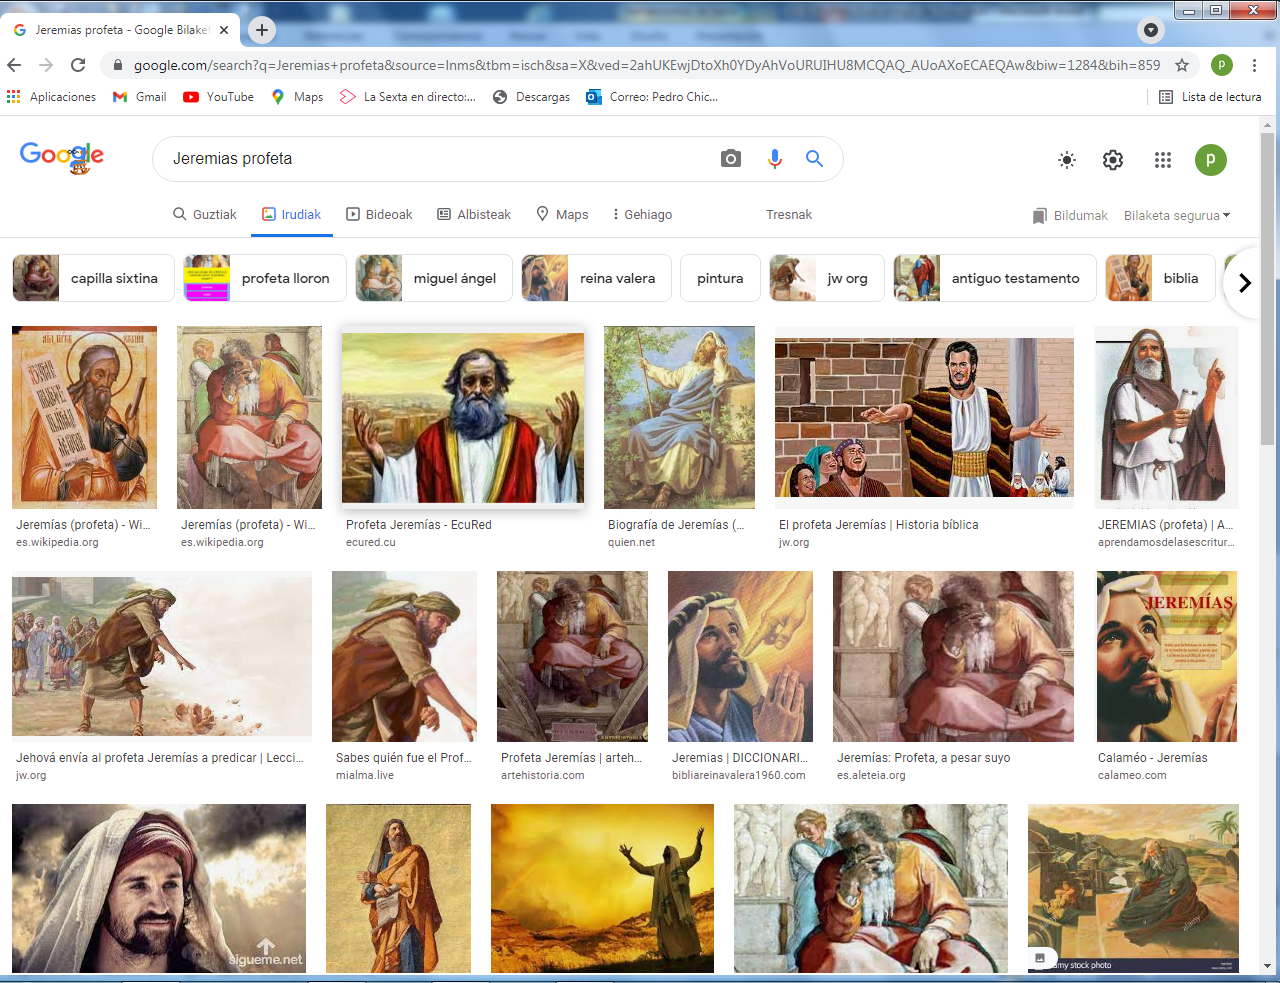 Jeremias profeta - Google Bilake
google.com/search?q=Jeremias+profeta&source=lnms&tbm=isch&sa=X&ved=2ahUKEwjDtoXh0YDyAhVoURUIHU8MCQAQ_AUoAXoECAEQAw&biw=1284&bih=859
P
Aplicaciones Gmail YouTube Maps La Sexta en directo:... Descargas Correo: Pedro Chic... Lista de lectura
Google
Jeremias profeta
p
Guztiak Irudiak Bideoak Albisteak Maps Gehiago Tresnak Bildumak Bilaketa segurua
capilla sixtina profeta lloron miguel ángel reina valera pintura jw org antiguo testamento biblia
Jeremías (profeta) - Wi...
es.wikipedia.org
Jeremías (profeta) - Wi...
es.wikipedia.org
Profeta Jeremías - EcuRed
ecured.cu
Biografía de Jeremías (...
quien.net
El profeta Jeremías | Historia bíblica
jw.org
JEREMIAS (profeta) | A...
aprendamosdelasescritur...
JEREMÍAS
Jehová envía al profeta Jeremías a predicar | Lecci...
jw.org
Sabes quién fue el Prof...
mialma.live
Profeta Jeremías | arteh...
artehistoria.com
Jeremias | DICCIONARI...
bibliareinavalera1960.com
Jeremías: Profeta, a pesar suyo
es.aleteia.org
Calaméo - Jeremías
calameo.com
sigueme.net
alamy
amy stock photo